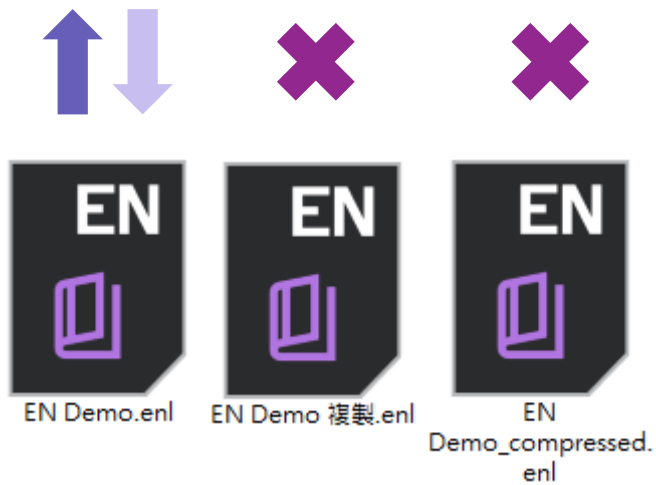 EN
EN
EN
EN Demo.enl
EN Demo 複製.enl
EN
Demo_compressed.
enl